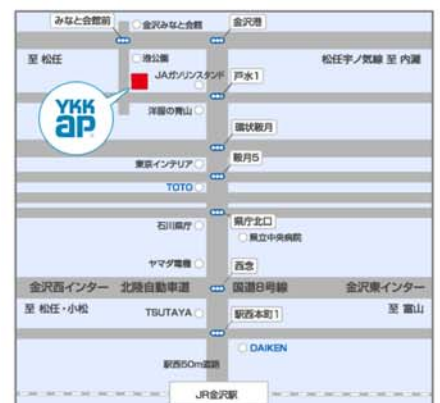 みなと会館前
金沢みなと会館
金沢港
至 松任
港公園
松任宇ノ気線 至 内灘
JAガソリンスタンド
戸水1
YKK
ap
洋服の青山
環状鞍月
鞍月5
東京インテリア
TOTO
石川県庁
県庁北口
県立中央病院
ヤマダ電機
西念
金沢西インター 北陸自動車道 国道8号線 金沢東インター
至 松任・小松
TSUTAYA
駅西本町1
至 富山
DAIKEN
駅西50m道路
JR金沢駅